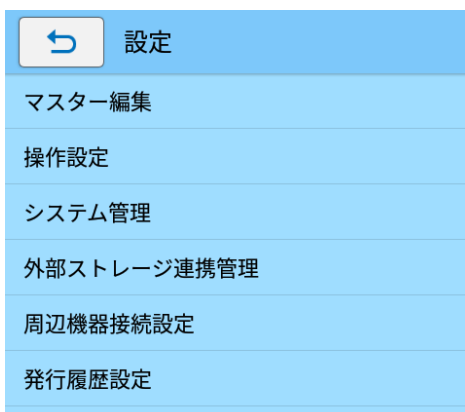 設定
マスター編集
操作設定
システム管理
外部ストレージ連携管理
周辺機器接続設定
発行履歴設定